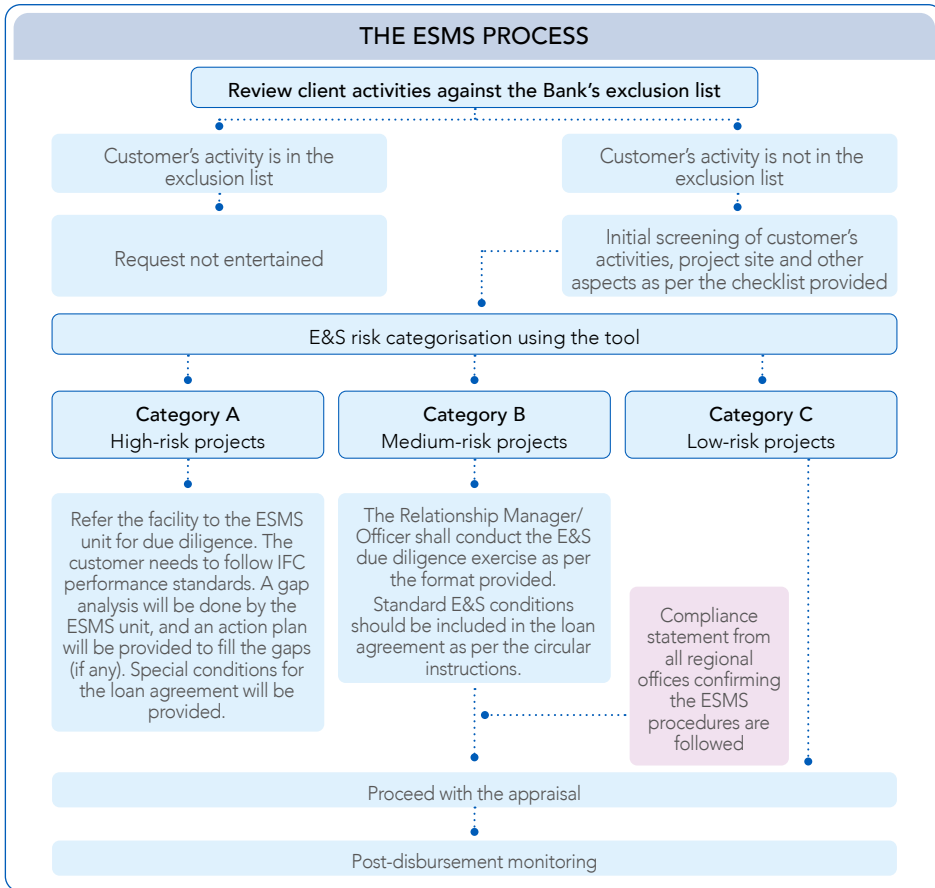 THE ESMS PROCESS
Review client activities against the Bank's exclusion list
Customer's activity is in the
exclusion list
Customer's activity is not in the
exclusion list
Request not entertained
Initial screening of customer's
activities, project site and other
aspects as per the checklist provided
E&S risk categorisation using the tool
Category A
High-risk projects
Category B
Medium-risk projects
Category C
Low-risk projects
Refer the facility to the ESMS
unit for due diligence. The
customer needs to follow IFC
performance standards. A gap
analysis will be done by the
ESMS unit, and an action plan
will be provided to fill the gaps
(if any). Special conditions for
the loan agreement will be
provided.
The Relationship Manager/
Officer shall conduct the E&S
due diligence exercise as per
the format provided.
Standard E&S conditions
should be included in the loan
agreement as per the circular
instructions.
Compliance
statement from
all regional
offices confirming
the ESMS
procedures are
followed
Proceed with the appraisal
Post-disbursement monitoring